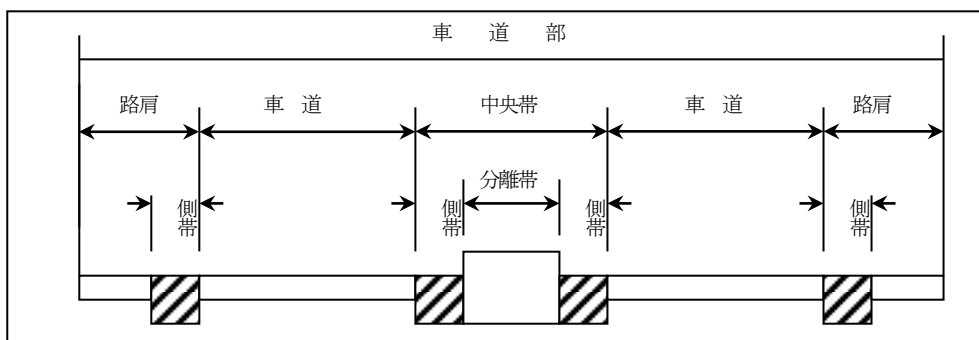 車 道 部
路肩 車 道 中央帯 車 道 路肩
分離帯
側帯 側帯 側帯 側帯